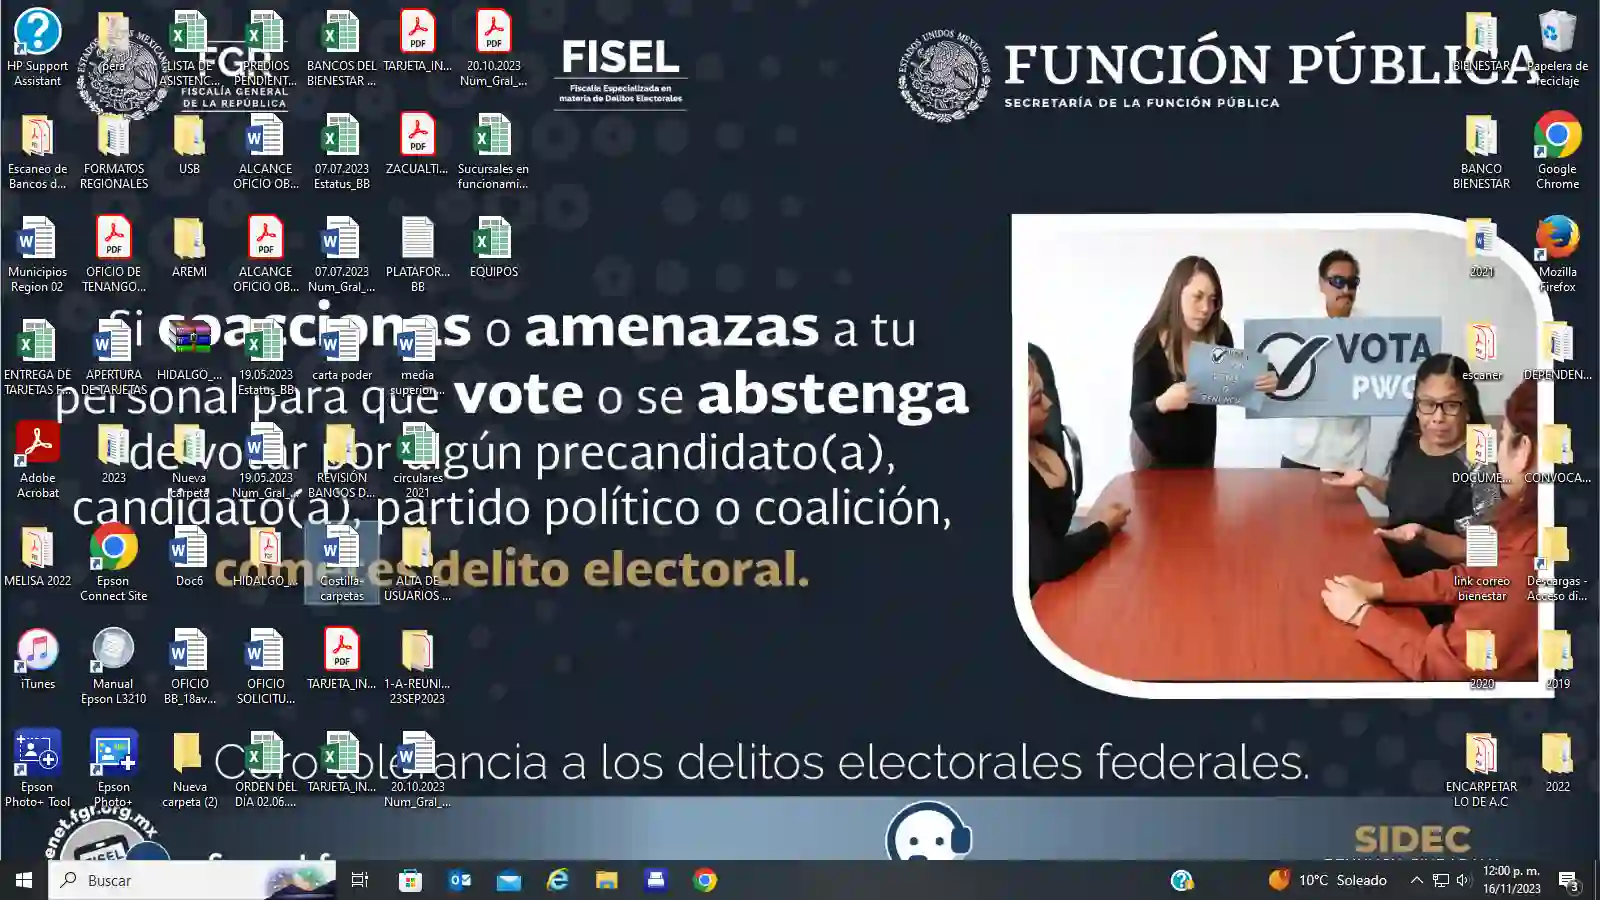 HP Support
Assistant
pera
LISTA DE
ASISTENC...
PREDIOS
PENDIENT...
BANCOS DEL
BIENESTAR ...
TARJETA_IN...
20.10.2023
Num_Gral_...
BIENESTAR
Papelera de
reciclaje
FGR
FISCALÍA GENERAL
DE LA REPÚBLICA
FISEL
Fiscalía Especializada en
materia de Delitos Electorales
ESTADOS UNIDOS MEXICANOS
FUNCIÓN PÚBLICA
SECRETARÍA DE LA FUNCIÓN PÚBLICA
Escaneo de
Bancos d...
FORMATOS
REGIONALES
USB
ALCANCE
OFICIO OB...
07.07.2023
Estatus_BB
ZACUALTI...
Sucursales en
funcionami...
BANCO
BIENESTAR
Google
Chrome
Municipios
Region 02
OFICIO DE
TENANGO...
AREMI
ALCANCE
OFICIO OB...
07.07.2023
Num_Gral_...
PLATAFOR...
BB
EQUIPOS
2021
Mozilla
Firefox
Si coaccionas o amenazas a tu
personal para que vote o se abstenga
de votar por algún precandidato(a),
candidato(a), partido político o coalición,
cometes delito electoral.
VOTA
ENTREGA DE
TARJETAS F...
APERTURA
DE TARJETAS
HIDALGO_...
19.05.2023
Estatus_BB
carta poder
media
superior...
escaner
DEPENDEN...
Adobe
Acrobat
2023
Nueva
carpeta
19.05.2023
Num_Gral_...
REVISIÓN
BANCOS D...
circulares
2021
DOCUME...
CONVOCA...
MELISA 2022
Epson
Connect Site
Doc6
HIDALGO_...
Costilla-
carpetas
ALTA DE
USUARIOS ...
link correo
bienestar
Descargas -
Acceso di...
iTunes
Manual
Epson L3210
OFICIO
BB_18av...
OFICIO
SOLICITU...
TARJETA_IN...
1-A-REUNI...
23SEP2023
2020
2019
Cero tolerancia a los delitos electorales federales.
Epson
Photo+ Tool
Epson
Photo+
Nueva
carpeta (2)
ORDEN DEL
DÍA 02.06....
TARJETA_IN...
20.10.2023
Num_Gral_...
ENCARPETAR
LO DE A.C
2022
enet.fgr.org.mx
FISEL
SIDEC
Buscar
10°C Soleado
12:00 p. m.
16/11/2023
3